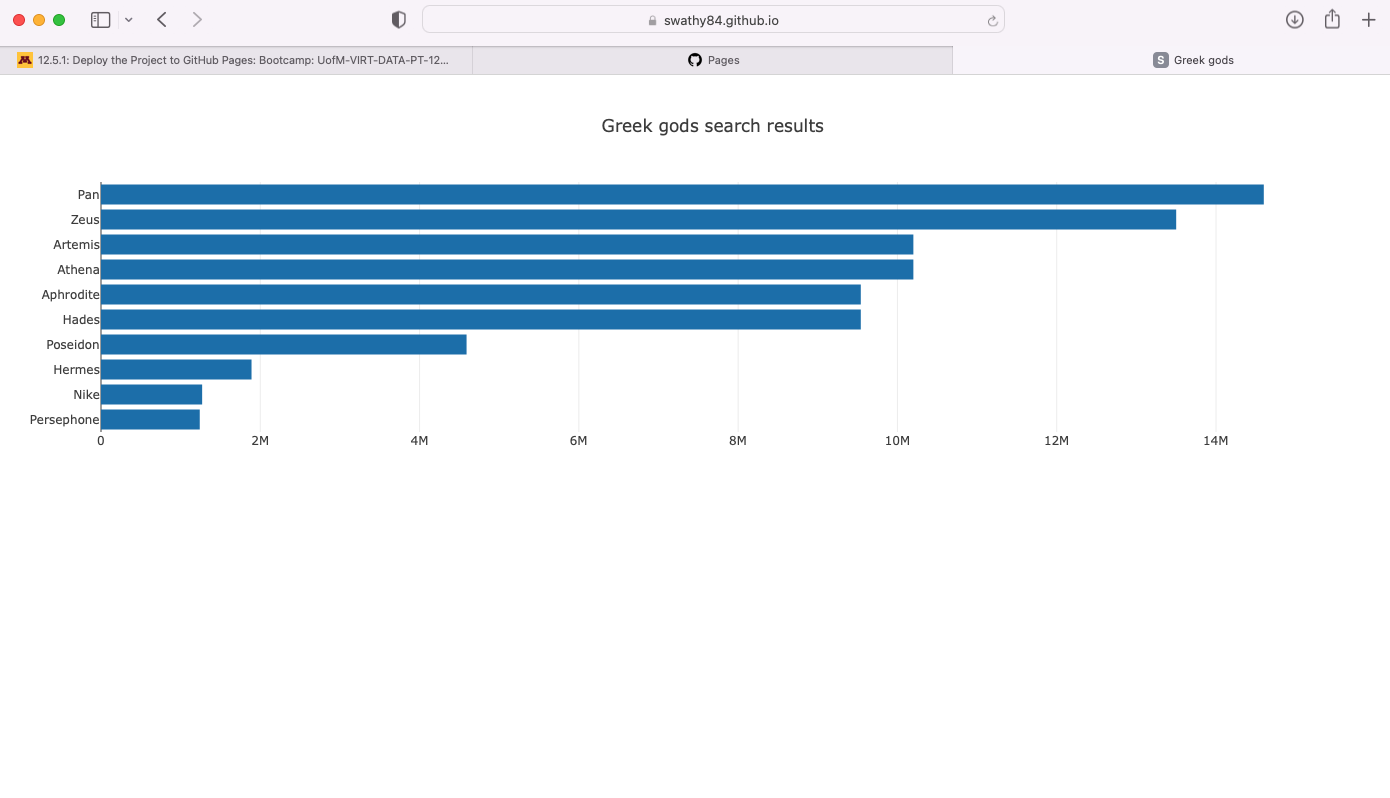 swathy84.github.io
12.5.1: Deploy the Project to GitHub Pages: Bootcamp: UofM-VIRT-DATA-PT-12...
Pages
S Greek gods
Greek gods search results
Pan
Zeus
Artemis
Athena
Aphrodite
Hades
Poseidon
Hermes
Nike
Persephone
0 2M 4M 6M 8M 10M 12M 14M